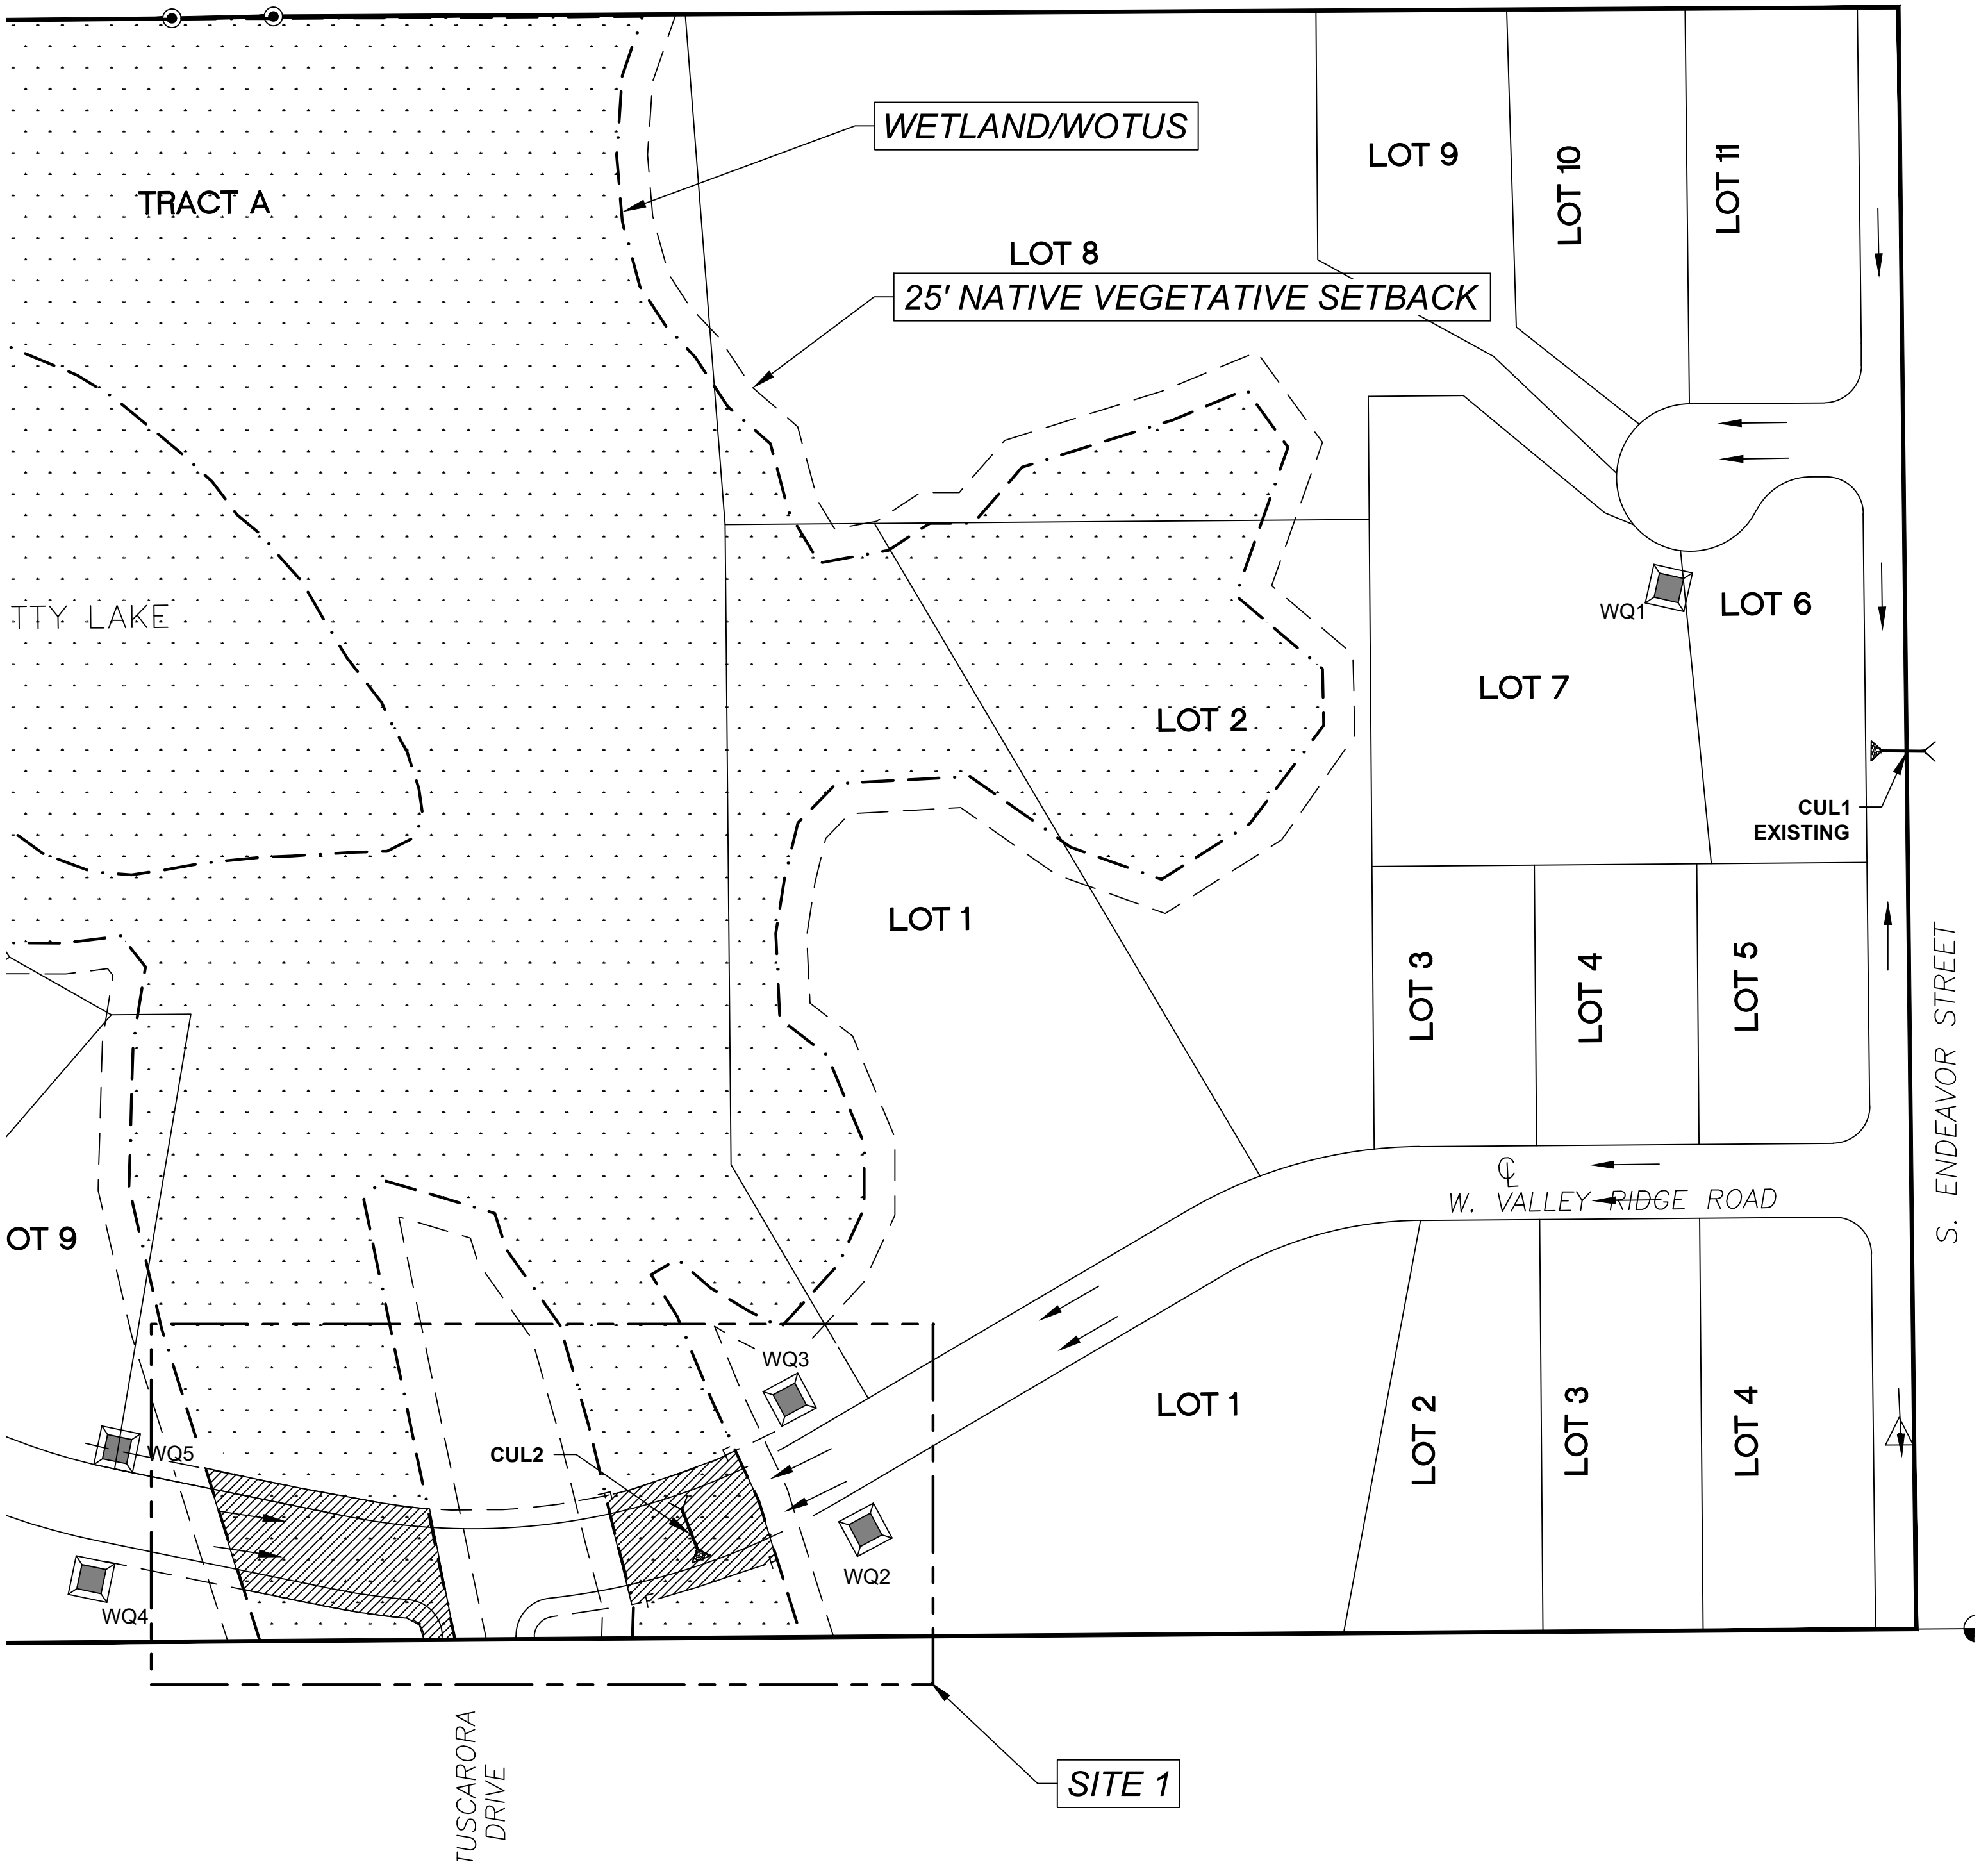 WETLAND/WOTUS
LOT 9
LOT 10
LOT 11
TRACT A
LOT 8
25' NATIVE VEGETATIVE SETBACK
TTY LAKE
WQ1
LOT 6
LOT 7
LOT 2
CUL1
EXISTING
LOT 1
LOT 3
LOT 4
LOT 5
S. ENDEAVOR STREET
℄
W. VALLEY RIDGE ROAD
OT 9
WQ3
LOT 1
LOT 2
LOT 3
LOT 4
WQ5
CUL2
WQ2
WQ4
TUSCARORA
DRIVE
SITE 1